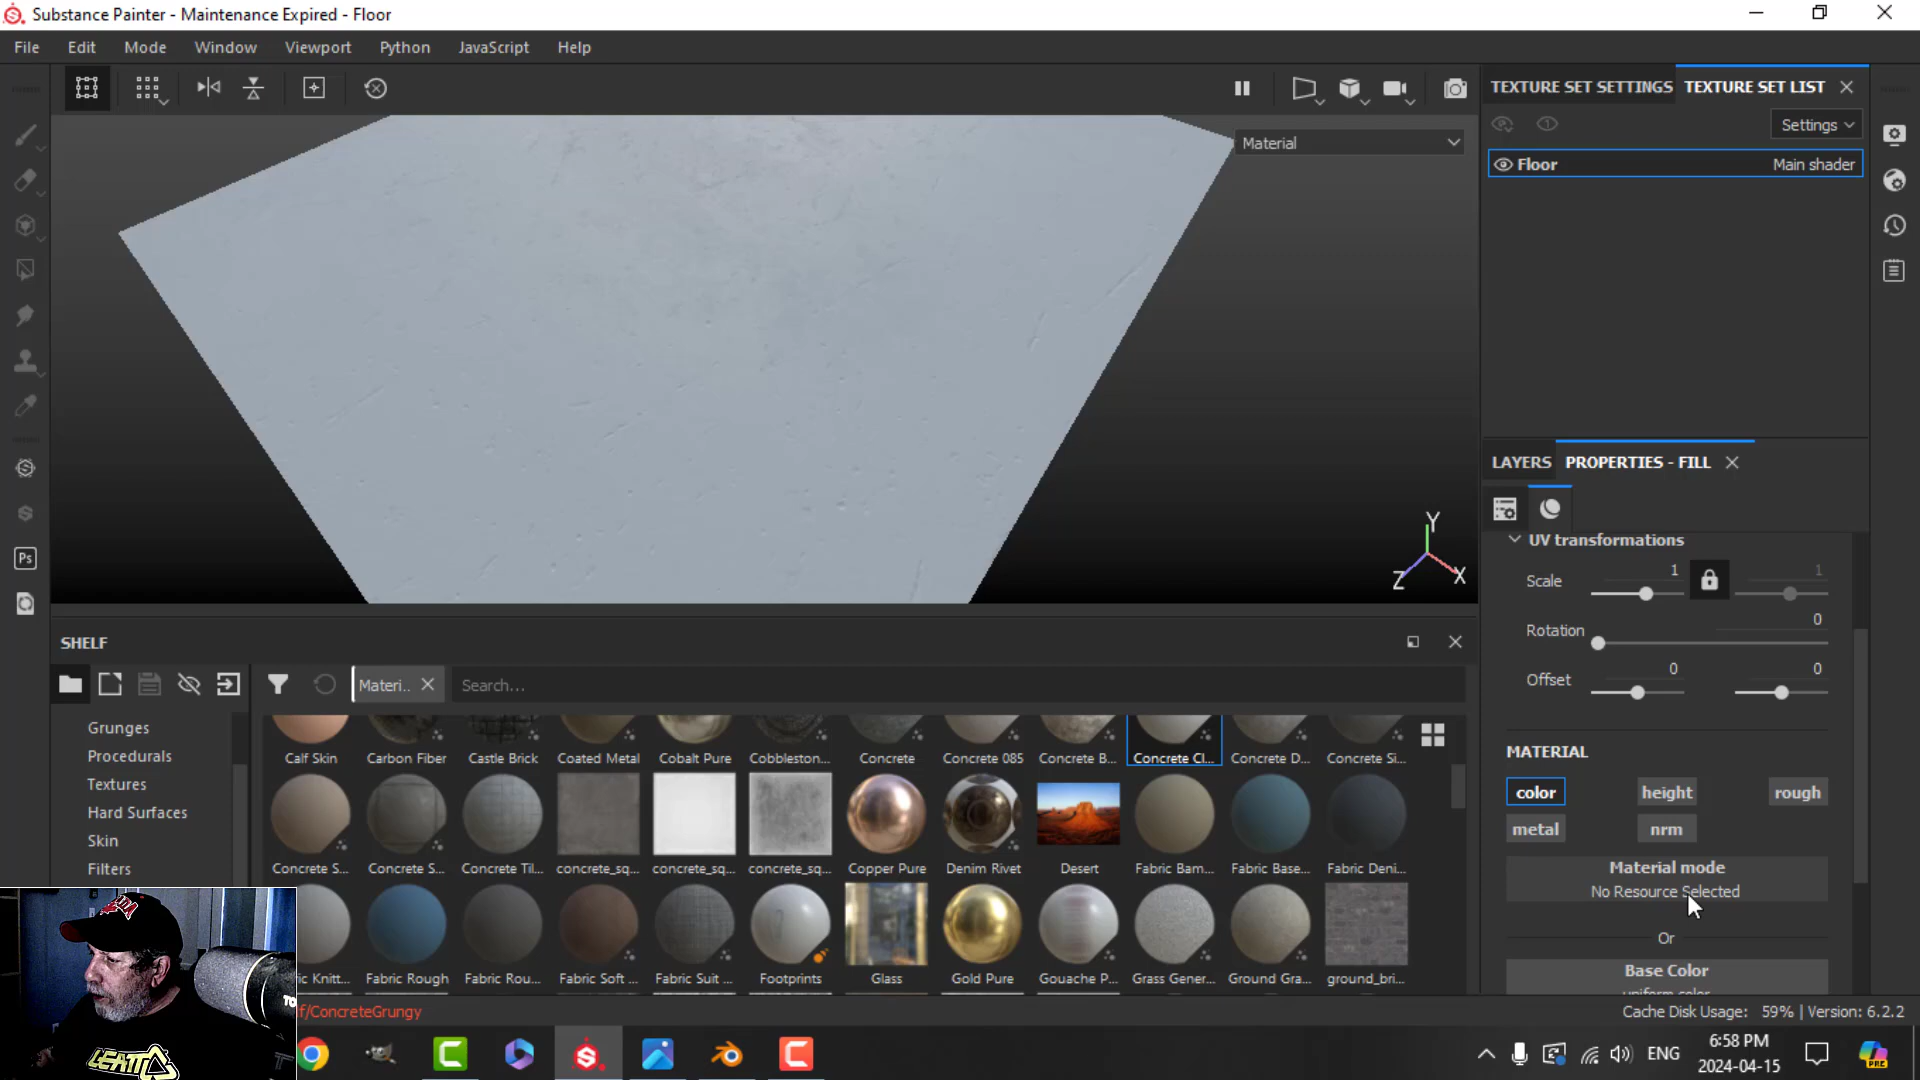 Substance Painter - Maintenance Expired - Floor
File Edit Mode Window Viewport Python JavaScript Help
TEXTURE SET SETTINGS TEXTURE SET LIST
Material
Settings
Floor Main shader
Y
Z X
LAYERS PROPERTIES - FILL
UV transformations
Scale 1 1
Rotation 0
Offset 0 0
MATERIAL
color height rough
metal nrm
Material mode
No Resource Selected
Or
Base Color
uniform color
SHELF
Materi.. Search...
Grunges
Procedurals
Textures
Hard Surfaces
Skin
Filters
Calf Skin Carbon Fiber Castle Brick Coated Metal Cobalt Pure Cobbleston... Concrete Concrete 085 Concrete B... Concrete Cl... Concrete D... Concrete Si...
Concrete S... Concrete S... Concrete Til... concrete_sq... concrete_sq... concrete_sq... Copper Pure Denim Rivet Desert Fabric Bam... Fabric Base... Fabric Deni...
ic Knitt... Fabric Rough Fabric Rou... Fabric Soft ... Fabric Suit ... Footprints Glass Gold Pure Gouache P... Grass Gener... Ground Gra... ground_bri...
f/ConcreteGrungy
Cache Disk Usage: 59% | Version: 6.2.2
LEATT
Ps
ENG
6:58 PM
2024-04-15
PRE